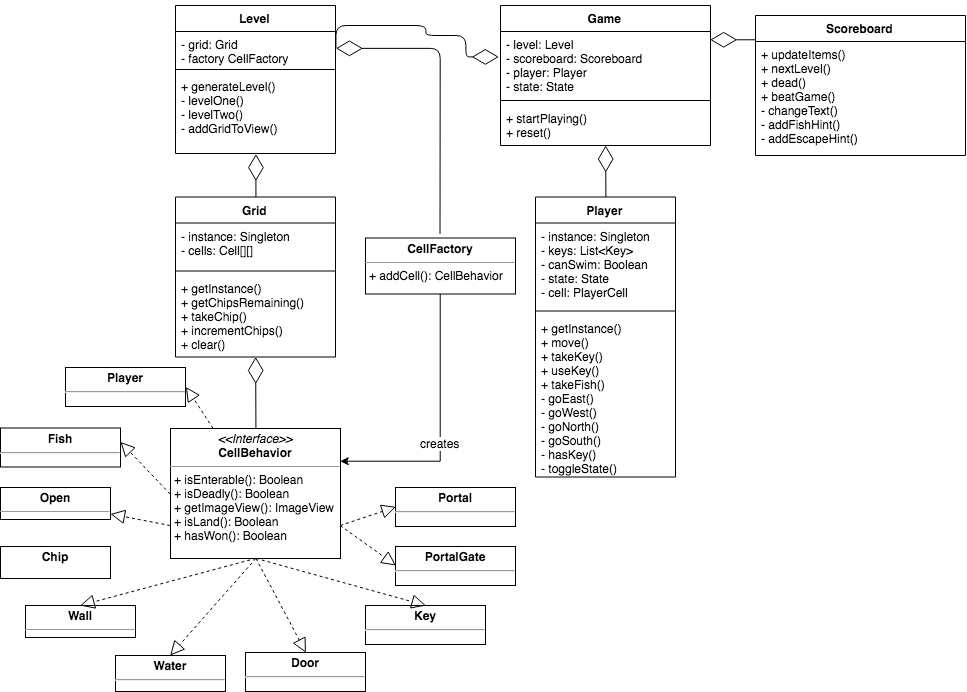 Level
- grid: Grid
- factory CellFactory
+ generateLevel()
- levelOne()
- levelTwo()
- addGridToView()
Game
- level: Level
- scoreboard: Scoreboard
- player: Player
- state: State
+ startPlaying()
+ reset()
Scoreboard
+ updateItems()
+ nextLevel()
+ dead()
+ beatGame()
- changeText()
- addFishHint()
- addEscapeHint()
Grid
- instance: Singleton
- cells: Cell[][]
+ getInstance()
+ getChipsRemaining()
+ takeChip()
+ incrementChips()
+ clear()
CellFactory
+ addCell(): CellBehavior
Player
- instance: Singleton
- keys: List<Key>
- canSwim: Boolean
- state: State
- cell: PlayerCell
+ getInstance()
+ move()
+ takeKey()
+ useKey()
+ takeFish()
- goEast()
- goWest()
- goNorth()
- goSouth()
- hasKey()
- toggleState()
Player
Fish
Open
Chip
<<Interface>>
CellBehavior
+ isEnterable(): Boolean
+ isDeadly(): Boolean
+ getImageView(): ImageView
+ isLand(): Boolean
+ hasWon(): Boolean
creates
Portal
PortalGate
Wall
Key
Water
Door